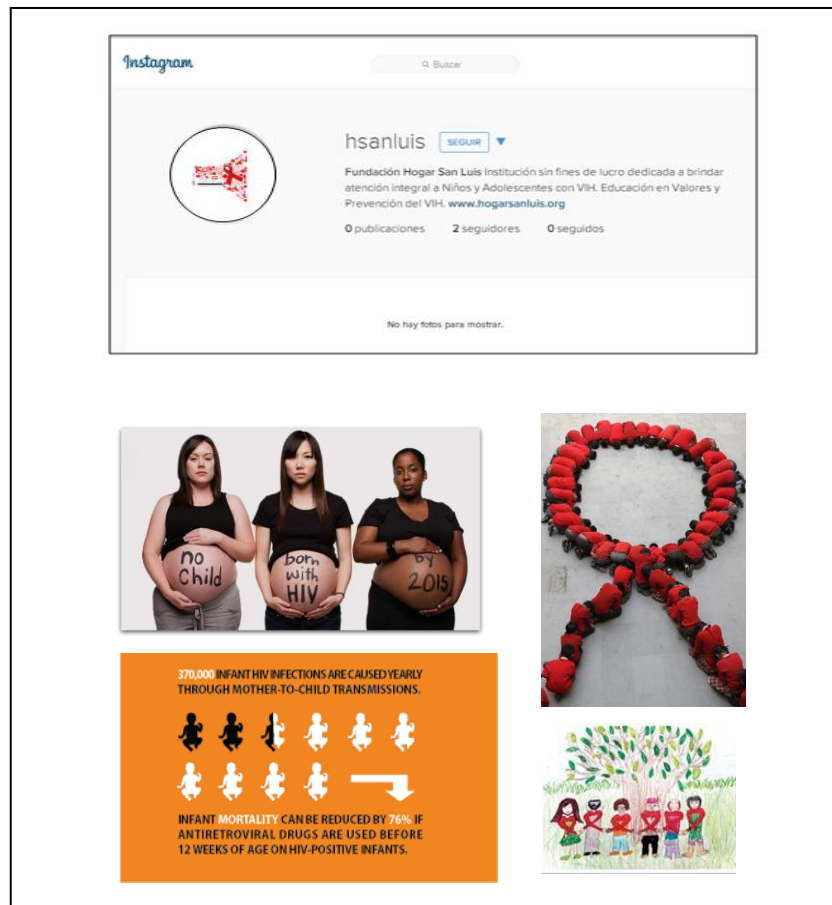 Instagram
Buscar
hsanluis SEGUIR
Fundación Hogar San Luis Institución sin fines de lucro dedicada a brindar
atención integral a Niños y Adolescentes con VIH. Educación en Valores y
Prevención del VIH. www.hogarsanluis.org
0 publicaciones 2 seguidores 0 seguidos
No hay fotos para mostrar.
no
child
born
with
HIV
by
2015
370,000 INFANT HIV INFECTIONS ARE CAUSED YEARLY
THROUGH MOTHER-TO-CHILD TRANSMISSIONS.
INFANT MORTALITY CAN BE REDUCED BY 76% IF
ANTIRETROVIRAL DRUGS ARE USED BEFORE
12 WEEKS OF AGE ON HIV-POSITIVE INFANTS.